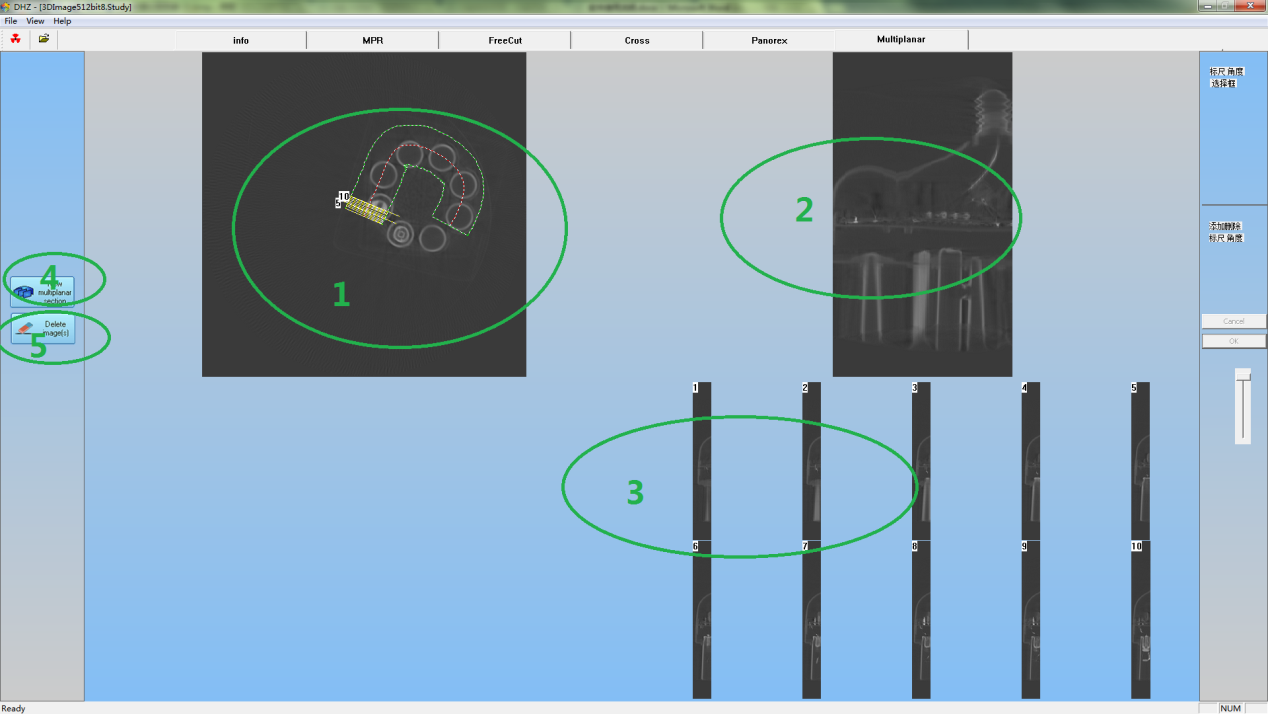 DHZ - [3DImage512bit8.Study]
File View Help
info MPR FreeCut Cross Panorex Multiplanar
标尺角度
选择框
10
5
1
2
添加删除
标尺角度
4
multiplanar
section
Delete
image(s)
5
Cancel
OK
1 2 3 4 5
3
6 7 8 9 10
Ready NUM